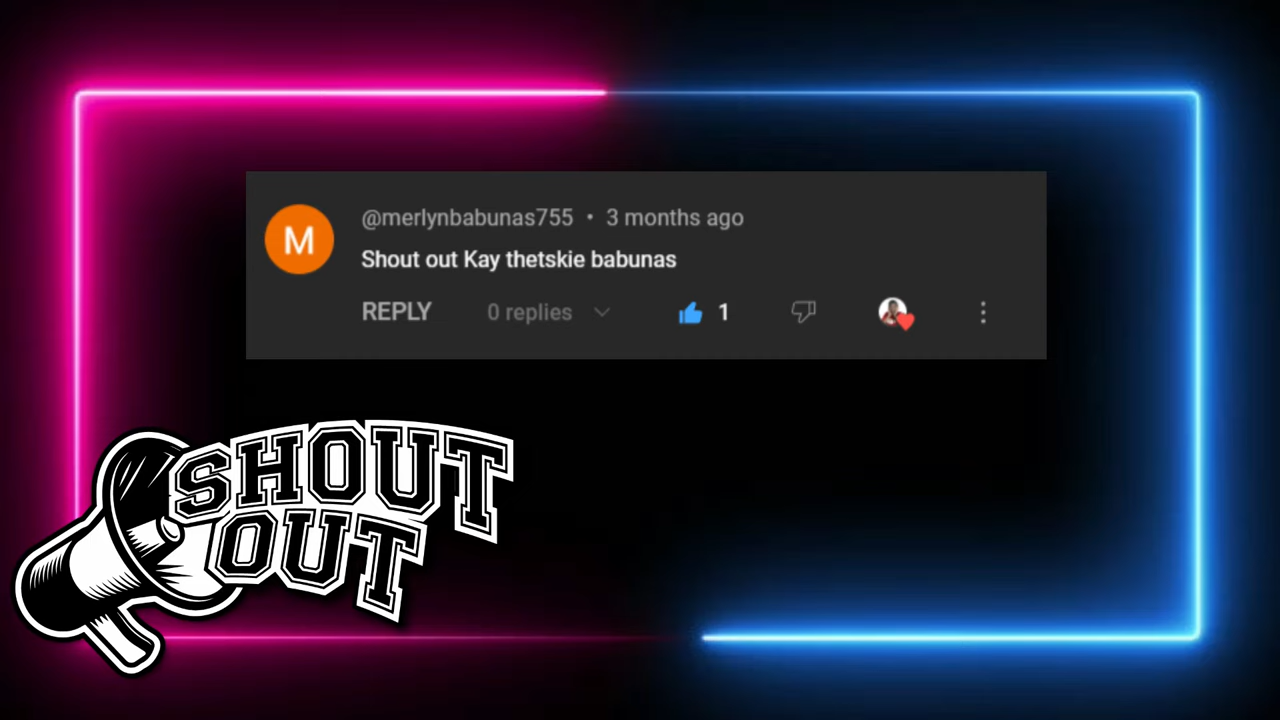 M
@merlynbabunas755 • 3 months ago
Shout out Kay thetskie babunas
REPLY 0 replies 1
SHOUT
OUT